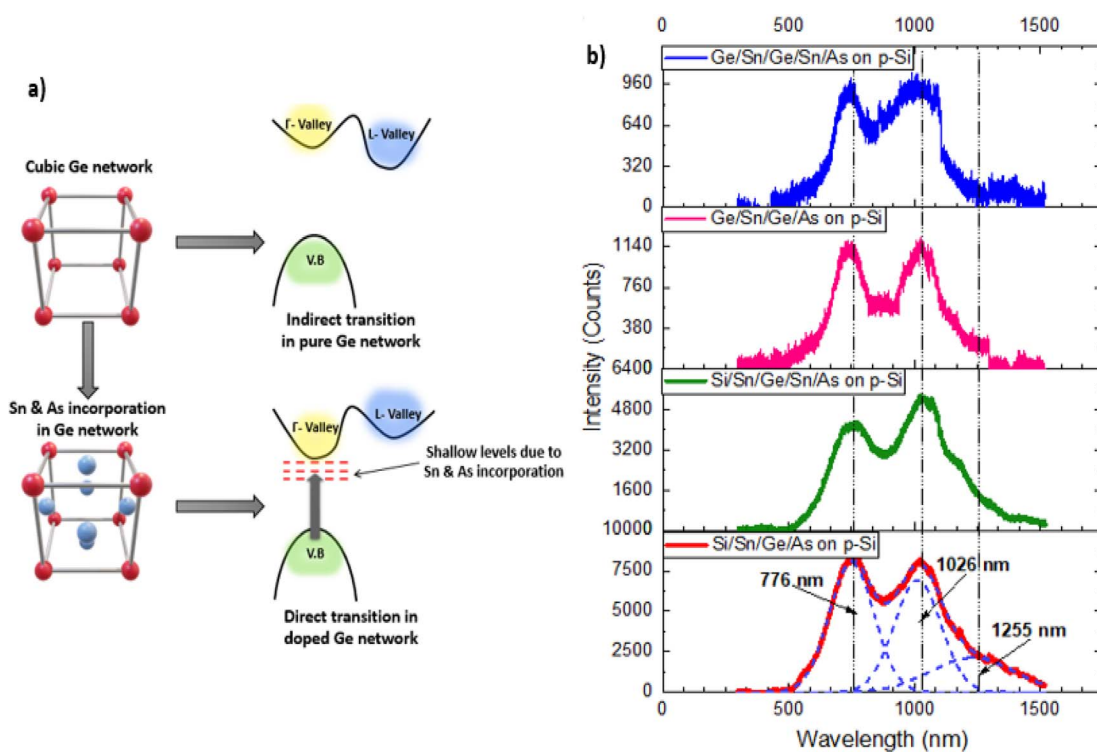 a)
Γ- Valley
L- Valley
Cubic Ge network
V.B
Indirect transition
in pure Ge network
Sn & As incorporation
in Ge network
Γ- Valley
L- Valley
Shallow levels due to
Sn & As incorporation
V.B
Direct transition in
doped Ge network
b)
0 500 1000 1500
Ge/Sn/Ge/Sn/As on p-Si
960
640
320
0
Ge/Sn/Ge/As on p-Si
1140
760
380
6400
Si/Sn/Ge/Sn/As on p-Si
4800
3200
1600
10000
Si/Sn/Ge/As on p-Si
7500
5000
2500
0
776 nm
1026 nm
1255 nm
Intensity (Counts)
0 500 1000 1500
Wavelength (nm)